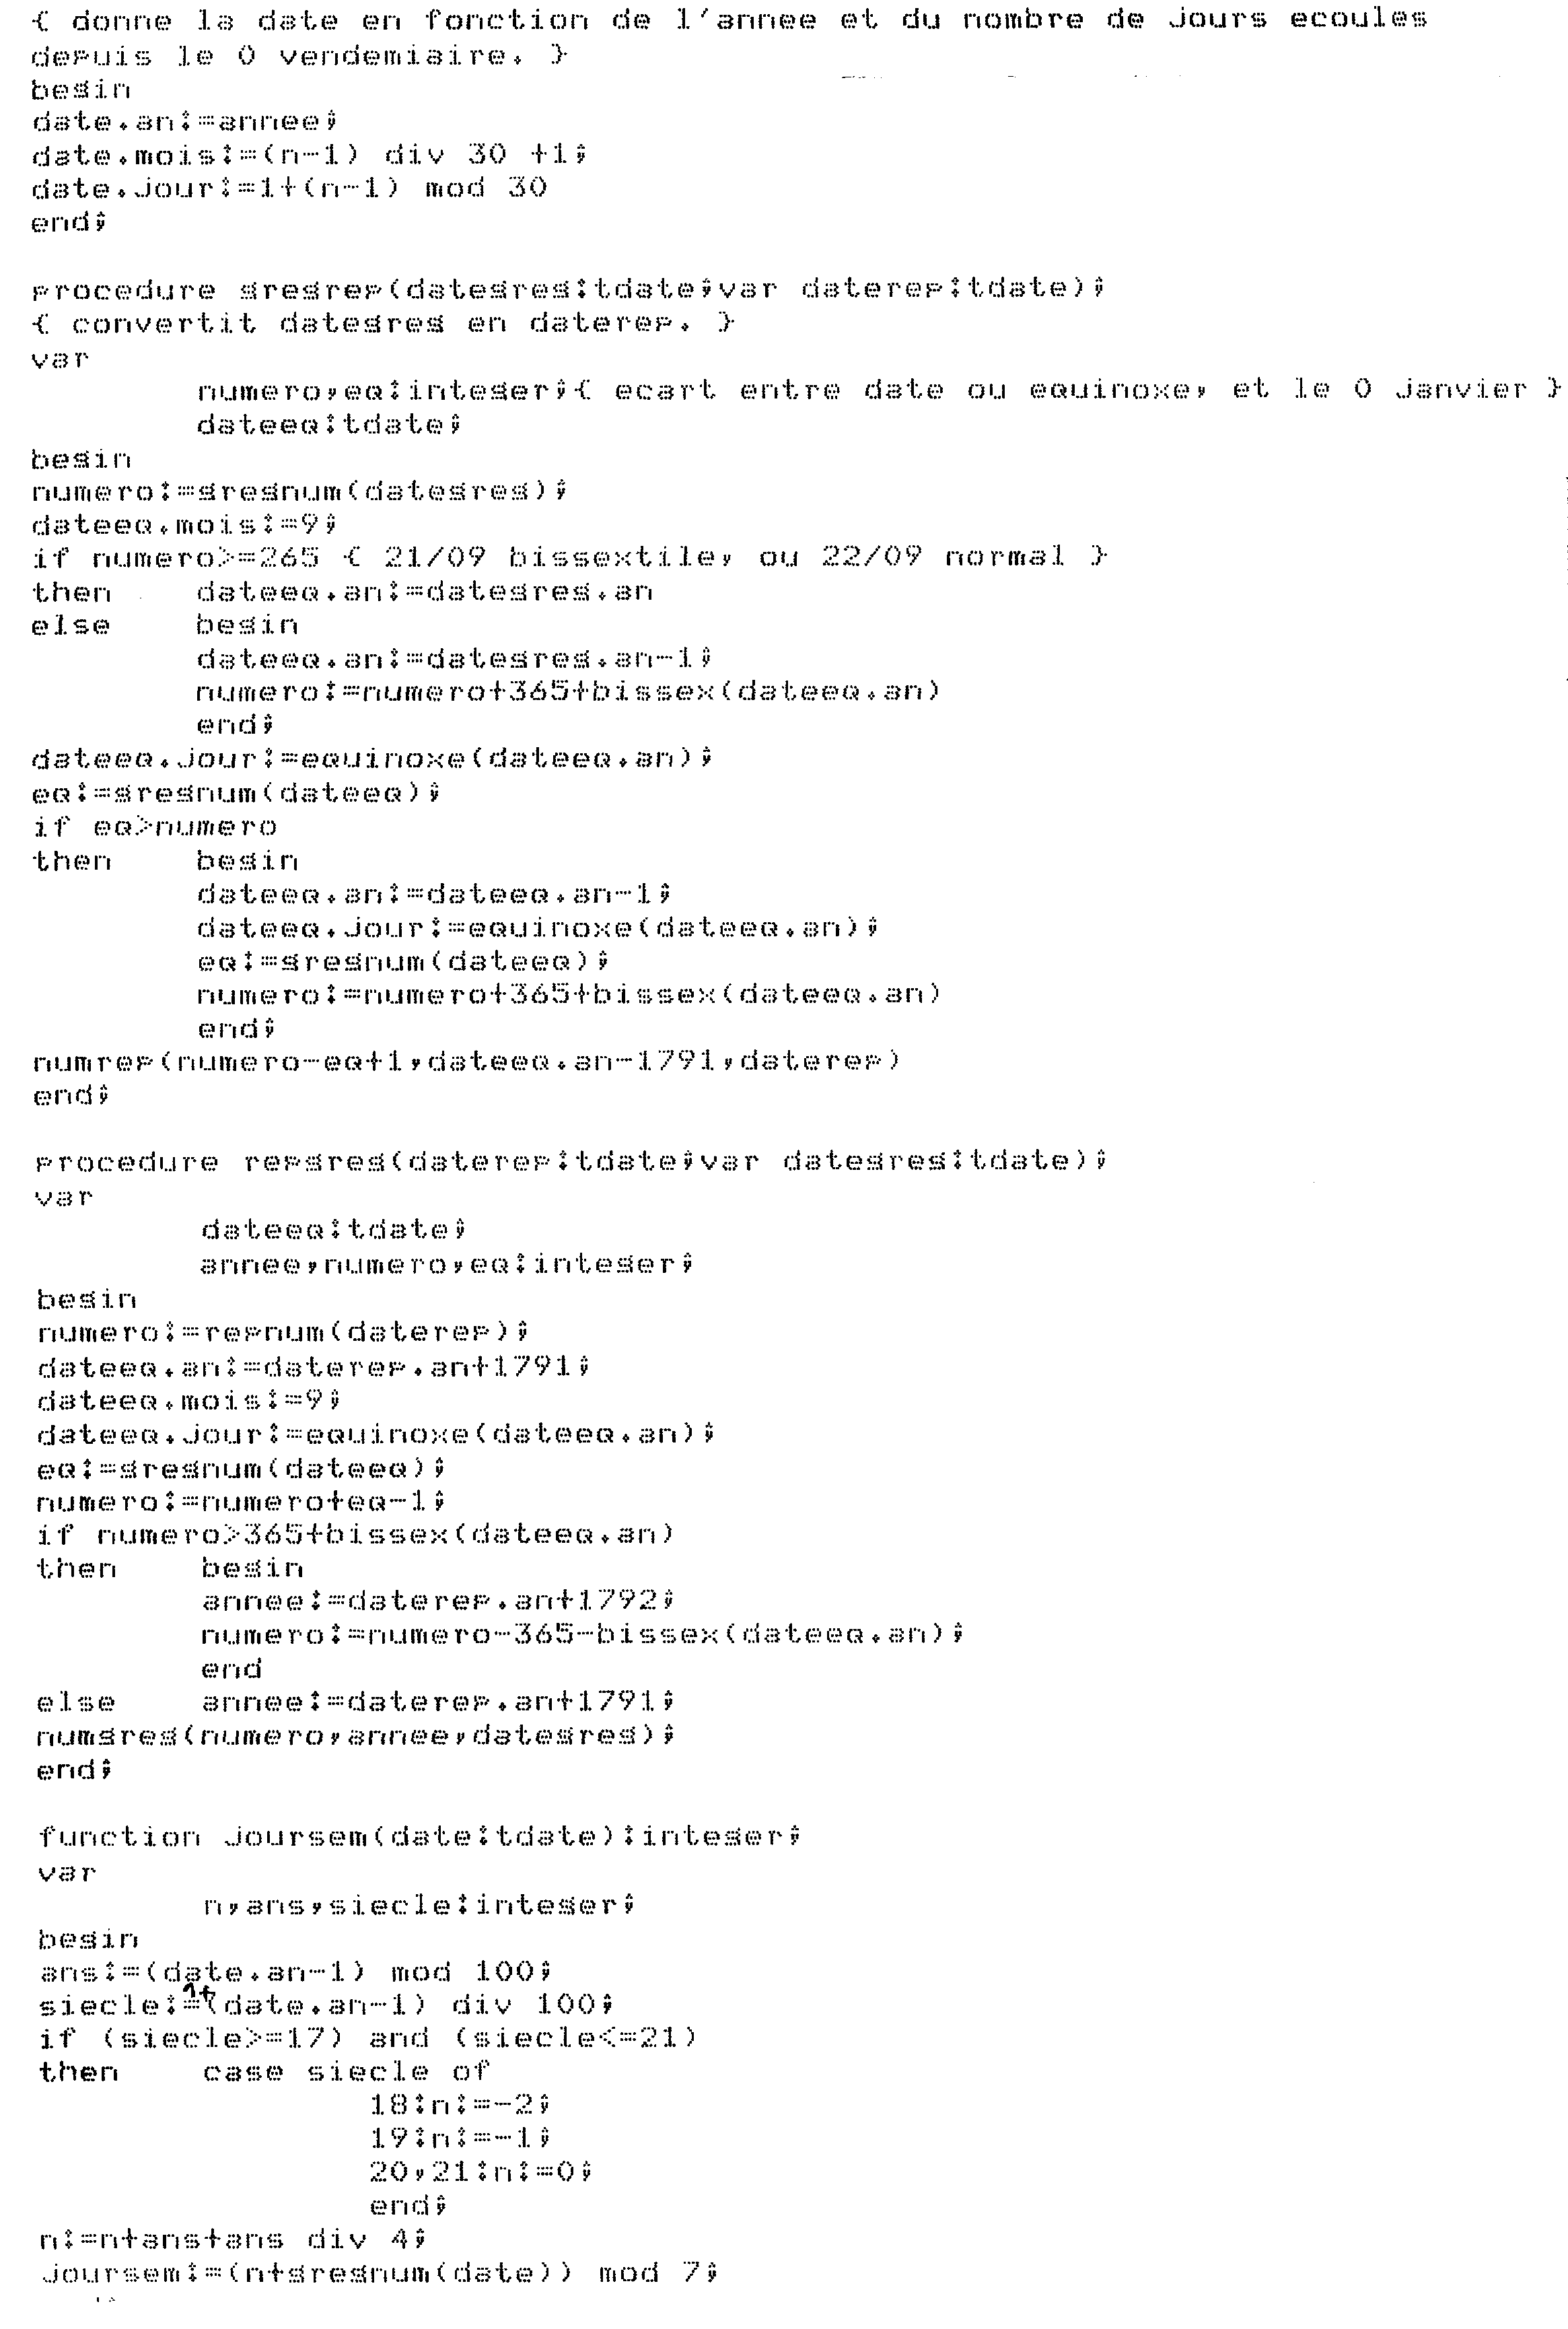 { donne la date en fonction de l'annee et du nombre de jours ecoules
depuis le 0 vendemiaire. }
begin
date.an:=annee;
date.mois:=(n-1) div 30 +1;
date.jour:=1+(n-1) mod 30
end;

procedure gregrep(dategreg:tdate;var daterep:tdate);
{ convertit dategreg en daterep. }
var
	numero,eq:integer;{ ecart entre date ou equinoxe, et le 0 janvier }
	dateeq:tdate;
begin
numero:=gregnum(dategreg);
dateeq.mois:=9;
if numero>=265 { 21/09 bissextile, ou 22/09 normal }
then	dateeq.an:=dategreg.an
else	begin
	dateeq.an:=dategreg.an-1;
	numero:=numero+365+bissex(dateeq.an)
	end;
dateeq.jour:=equinoxe(dateeq.an);
eq:=gregnum(dateeq);
if eq>numero
then	begin
	dateeq.an:=dateeq.an-1;
	dateeq.jour:=equinoxe(dateeq.an);
	eq:=gregnum(dateeq);
	numero:=numero+365+bissex(dateeq.an)
	end;
numrep(numero-eq+1,dateeq.an-1791,daterep)
end;

procedure repgreg(daterep:tdate;var dategreg:tdate);
var
	dateeq:tdate;
	annee,numero,eq:integer;
begin
numero:=repnum(daterep);
dateeq.an:=daterep.an+1791;
dateeq.mois:=9;
dateeq.jour:=equinoxe(dateeq.an);
eq:=gregnum(dateeq);
numero:=numero+eq-1;
if numero>365+bissex(dateeq.an)
then	begin
	annee:=daterep.an+1792;
	numero:=numero-365-bissex(dateeq.an);
	end
else	annee:=daterep.an+1791;
numgreg(numero,annee,dategreg);
end;

function joursem(date:tdate):integer;
var
	n,ans,siecle:integer;
begin
ans:=(date.an-1) mod 100;
siecle:=1+(date.an-1) div 100;
if (siecle>=17) and (siecle<=21)
then	case siecle of
		18:n:=-2;
		19:n:=-1;
		20,21:n:=0;
		end;
n:=n+ans+ans div 4;
joursem:=(n+gregnum(date)) mod 7;